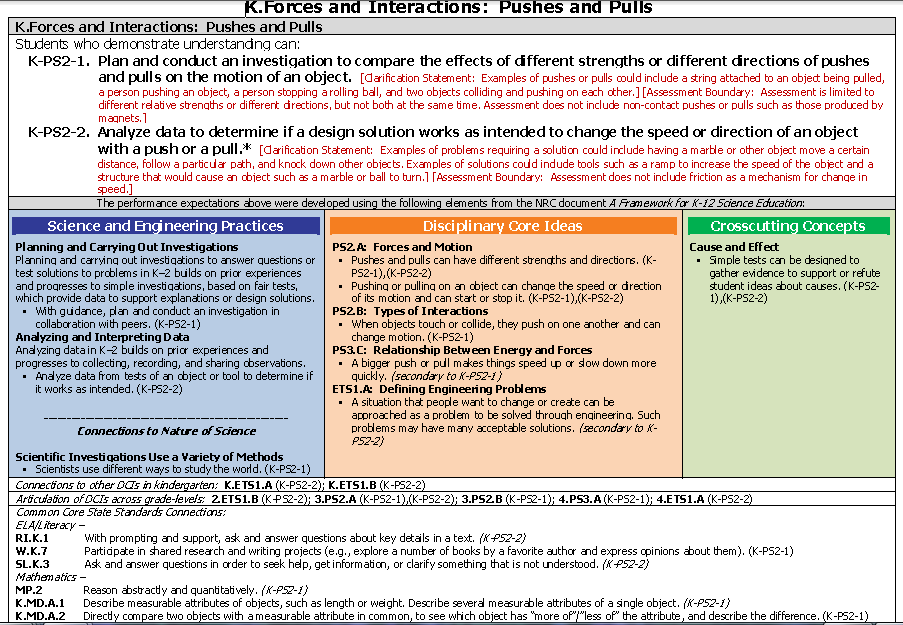 K.Forces and Interactions: Pushes and Pulls
K.Forces and Interactions: Pushes and Pulls
Students who demonstrate understanding can:
K-PS2-1. Plan and conduct an investigation to compare the effects of different strengths or different directions of pushes
and pulls on the motion of an object. [Clarification Statement: Examples of pushes or pulls could include a string attached to an object being pulled,
a person pushing an object, a person stopping a rolling ball, and two objects colliding and pushing on each other.] [Assessment Boundary: Assessment is limited to
different relative strengths or different directions, but not both at the same time. Assessment does not include non-contact pushes or pulls such as those produced by
magnets.]
K-PS2-2. Analyze data to determine if a design solution works as intended to change the speed or direction of an object
with a push or a pull.* [Clarification Statement: Examples of problems requiring a solution could include having a marble or other object move a certain
distance, follow a particular path, and knock down other objects. Examples of solutions could include tools such as a ramp to increase the speed of the object and a
structure that would cause an object such as a marble or ball to turn.] [Assessment Boundary: Assessment does not include friction as a mechanism for change in
speed.]
The performance expectations above were developed using the following elements from the NRC document A Framework for K-12 Science Education:
Science and Engineering Practices
Planning and Carrying Out Investigations
Planning and carrying out investigations to answer questions or
test solutions to problems in K–2 builds on prior experiences
and progresses to simple investigations, based on fair tests,
which provide data to support explanations or design solutions.
• With guidance, plan and conduct an investigation in
collaboration with peers. (K-PS2-1)
Analyzing and Interpreting Data
Analyzing data in K–2 builds on prior experiences and
progresses to collecting, recording, and sharing observations.
• Analyze data from tests of an object or tool to determine if
it works as intended. (K-PS2-2)
Connections to Nature of Science
Scientific Investigations Use a Variety of Methods
• Scientists use different ways to study the world. (K-PS2-1)
Disciplinary Core Ideas
PS2.A: Forces and Motion
• Pushes and pulls can have different strengths and directions. (K-
PS2-1),(K-PS2-2)
• Pushing or pulling on an object can change the speed or direction
of its motion and can start or stop it. (K-PS2-1),(K-PS2-2)
PS2.B: Types of Interactions
• When objects touch or collide, they push on one another and can
change motion. (K-PS2-1)
PS3.C: Relationship Between Energy and Forces
• A bigger push or pull makes things speed up or slow down more
quickly. (secondary to K-PS2-1)
ETS1.A: Defining Engineering Problems
• A situation that people want to change or create can be
approached as a problem to be solved through engineering. Such
problems may have many acceptable solutions. (secondary to K-
PS2-2)
Crosscutting Concepts
Cause and Effect
• Simple tests can be designed to
gather evidence to support or refute
student ideas about causes. (K-PS2-
1),(K-PS2-2)
Connections to other DCIs in kindergarten: K.ETS1.A (K-PS2-2); K.ETS1.B (K-PS2-2)
Articulation of DCIs across grade-levels: 2.ETS1.B (K-PS2-2); 3.PS2.A (K-PS2-1),(K-PS2-2); 3.PS2.B (K-PS2-1); 4.PS3.A (K-PS2-1); 4.ETS1.A (K-PS2-2)
Common Core State Standards Connections:
ELA/Literacy –
RI.K.1 With prompting and support, ask and answer questions about key details in a text. (K-PS2-2)
W.K.7 Participate in shared research and writing projects (e.g., explore a number of books by a favorite author and express opinions about them). (K-PS2-1)
SL.K.3 Ask and answer questions in order to seek help, get information, or clarify something that is not understood. (K-PS2-2)
Mathematics –
MP.2 Reason abstractly and quantitatively. (K-PS2-1)
K.MD.A.1 Describe measurable attributes of objects, such as length or weight. Describe several measurable attributes of a single object. (K-PS2-1)
K.MD.A.2 Directly compare two objects with a measurable attribute in common, to see which object has “more of”/“less of” the attribute, and describe the difference. (K-PS2-1)